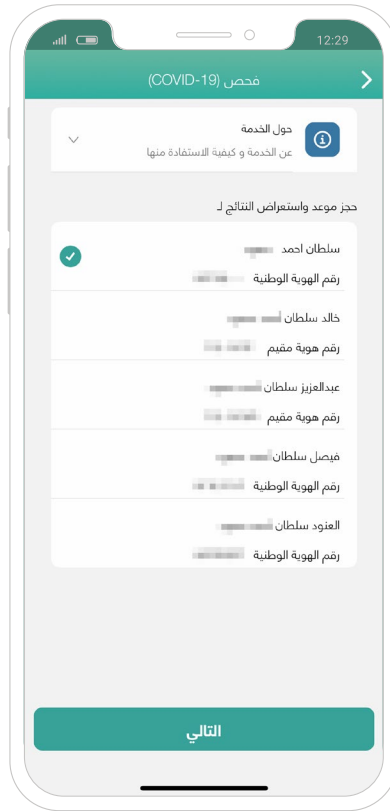 12:29
فحص (COVID-19)
حول الخدمة
عن الخدمة و كيفية الاستفادة منها
حجز موعد واستعراض النتائج لـ
سلطان احمد
رقم الهوية الوطنية
خالد سلطان
رقم هوية مقيم
عبدالعزيز سلطان
رقم هوية مقيم
فيصل سلطان
رقم الهوية الوطنية
العنود سلطان
رقم الهوية الوطنية
التالي